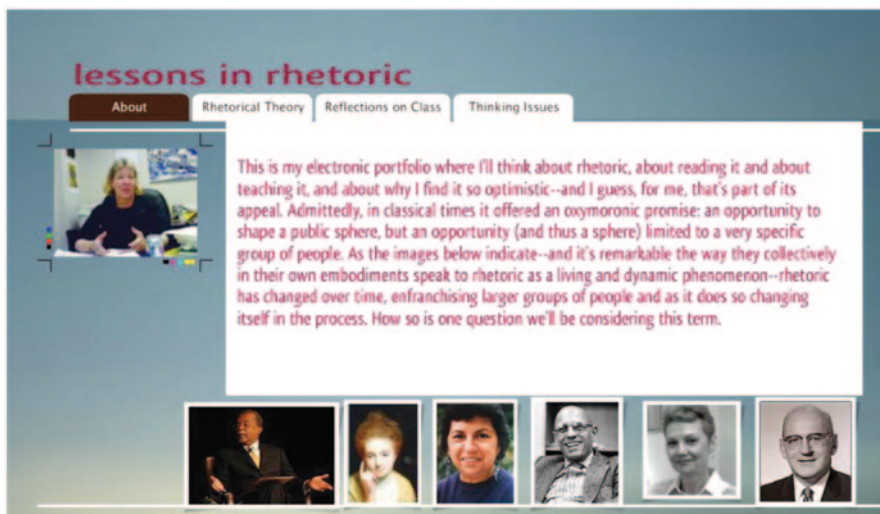 lessons in rhetoric
About
Rhetorical Theory
Reflections on Class
Thinking Issues
This is my electronic portfolio where I'll think about rhetoric, about reading it and about
teaching it, and about why I find it so optimistic--and I guess, for me, that's part of its
appeal. Admittedly, in classical times it offered an oxymoronic promise: an opportunity to
shape a public sphere, but an opportunity (and thus a sphere) limited to a very specific
group of people. As the images below indicate--and it's remarkable the way they collectively
in their own embodiments speak to rhetoric as a living and dynamic phenomenon--rhetoric
has changed over time, enfranchising larger groups of people and as it does so changing
itself in the process. How so is one question we'll be considering this term.